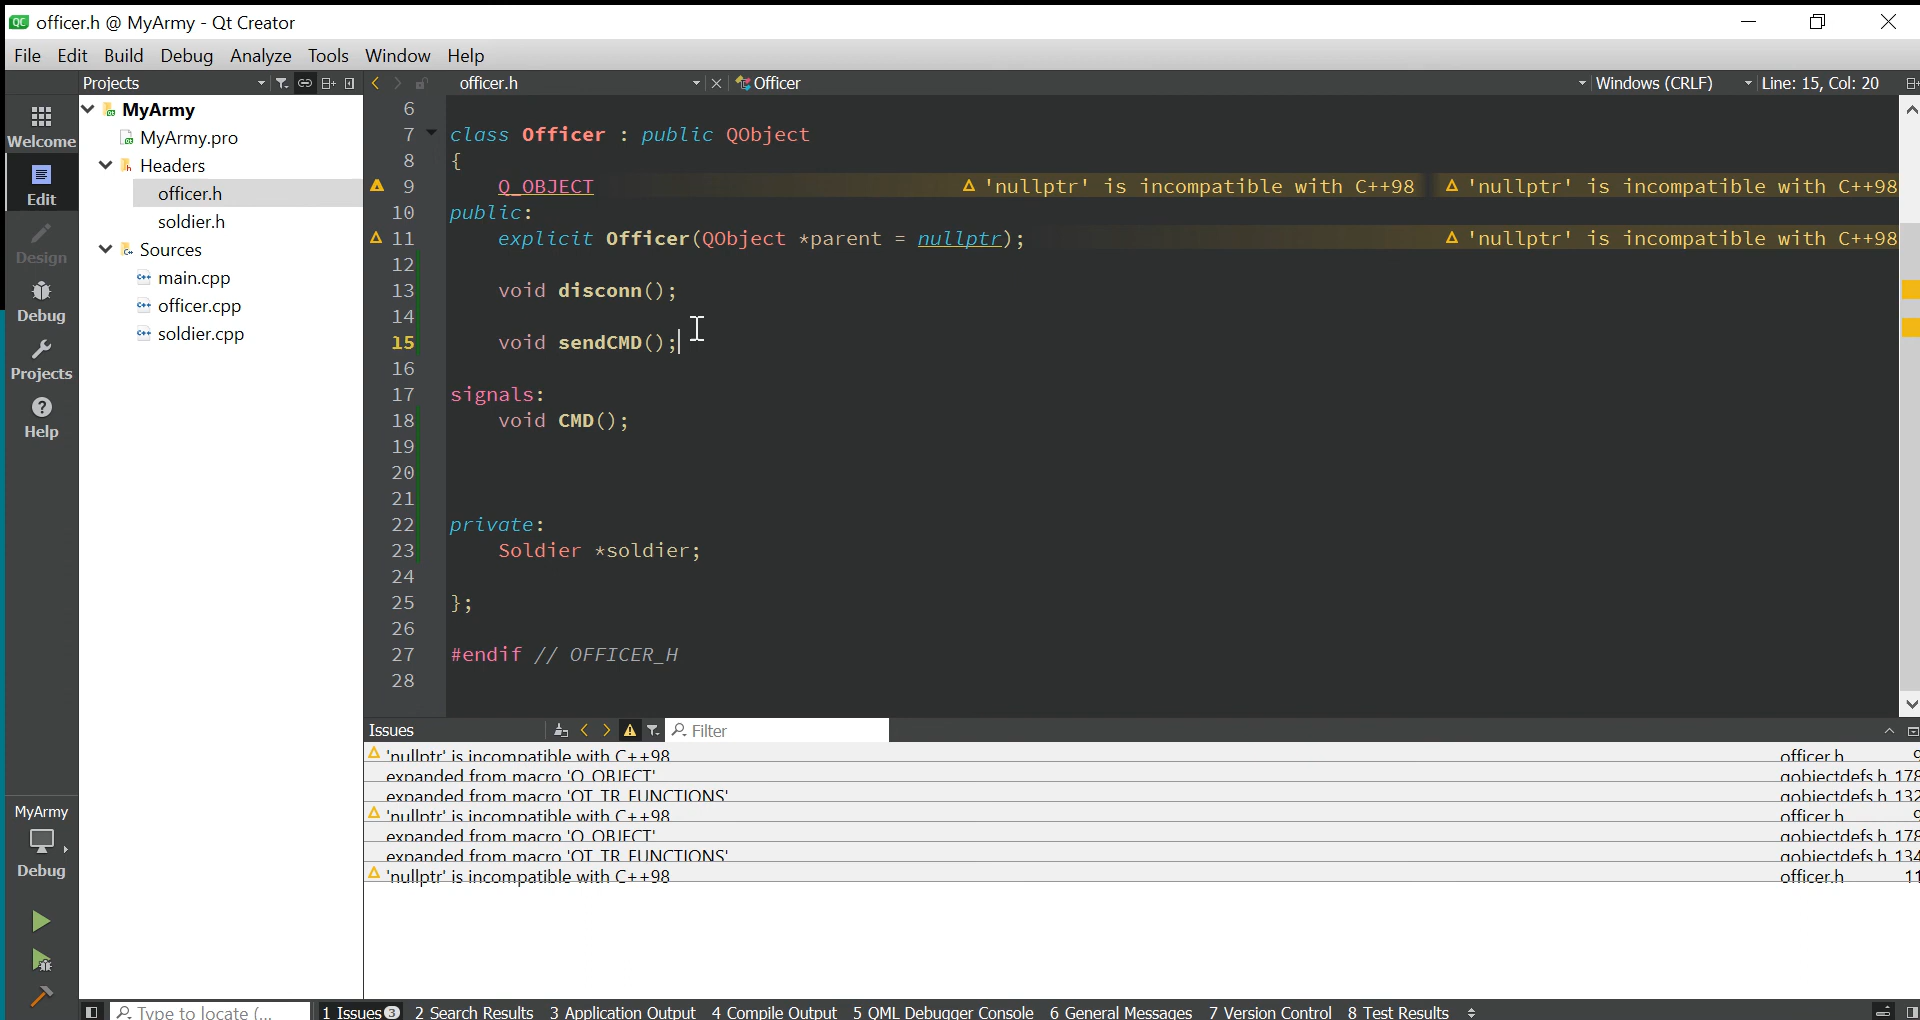 officer.h @ MyArmy - Qt Creator
File Edit Build Debug Analyze Tools Window Help
Projects officer.h Officer Windows (CRLF) Line: 15, Col: 20
Welcome
Edit
Design
Debug
Projects
Help
MyArmy
Debug
MyArmy
MyArmy.pro
Headers
officer.h
soldier.h
Sources
main.cpp
officer.cpp
soldier.cpp
6
7 class Officer : public QObject
8 {
9 Q_OBJECT 'nullptr' is incompatible with C++98 'nullptr' is incompatible with C++98
10 public:
11 explicit Officer(QObject *parent = nullptr); 'nullptr' is incompatible with C++98
12
13 void disconn();
14
15 void sendCMD();
16
17 signals:
18 void CMD();
19
20
21
22 private:
23 Soldier *soldier;
24
25 };
26
27 #endif // OFFICER_H
28
Issues Filter
'nullptr' is incompatible with C++98 officer.h 9
expanded from macro 'Q_OBJECT' qobjectdefs.h 178
expanded from macro 'QT_TR_FUNCTIONS' qobjectdefs.h 132
'nullptr' is incompatible with C++98 officer.h 9
expanded from macro 'Q_OBJECT' qobjectdefs.h 178
expanded from macro 'QT_TR_FUNCTIONS' qobjectdefs.h 134
'nullptr' is incompatible with C++98 officer.h 11
Type to locate (... 1 Issues 3 2 Search Results 3 Application Output 4 Compile Output 5 QML Debugger Console 6 General Messages 7 Version Control 8 Test Results